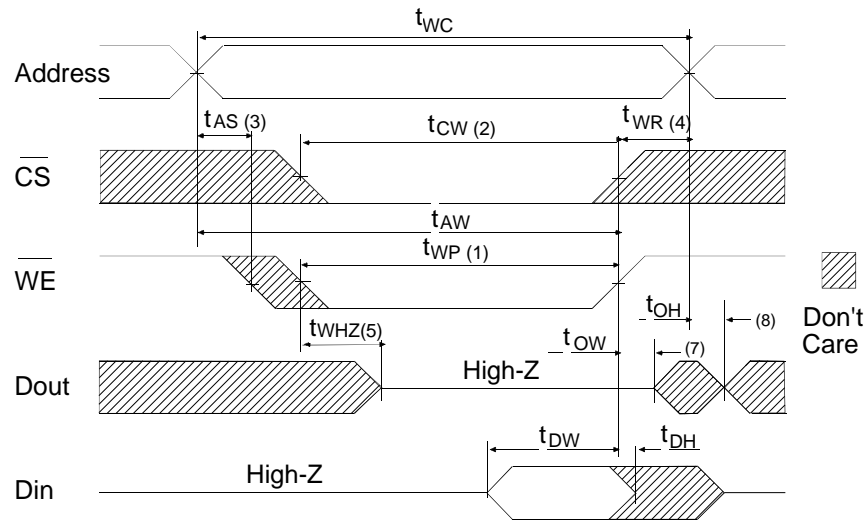 tWC
Address
tAS (3)
tCW (2)
tWR (4)
CS
tAW
WE
tWP (1)
tWHZ(5)
tOW
tOH
(8)
(7)
Don't
Care
Dout
High-Z
tDW
tDH
Din
High-Z